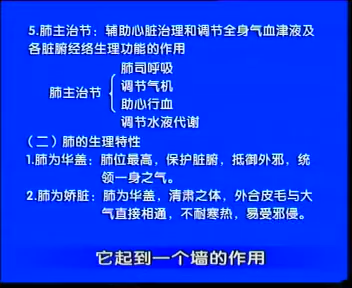 5.肺主治节：辅助心脏治理和调节全身气血津液及
各脏腑经络生理功能的作用
肺主治节
肺司呼吸
调节气机
助心行血
调节水液代谢
（二）肺的生理特性
1.肺为华盖：肺位最高，保护脏腑，抵御外邪，统
领一身之气。
2.肺为娇脏：肺为华盖，清肃之体，外合皮毛与大
气直接相通，不耐寒热，易受邪侵。
它起到一个墙的作用